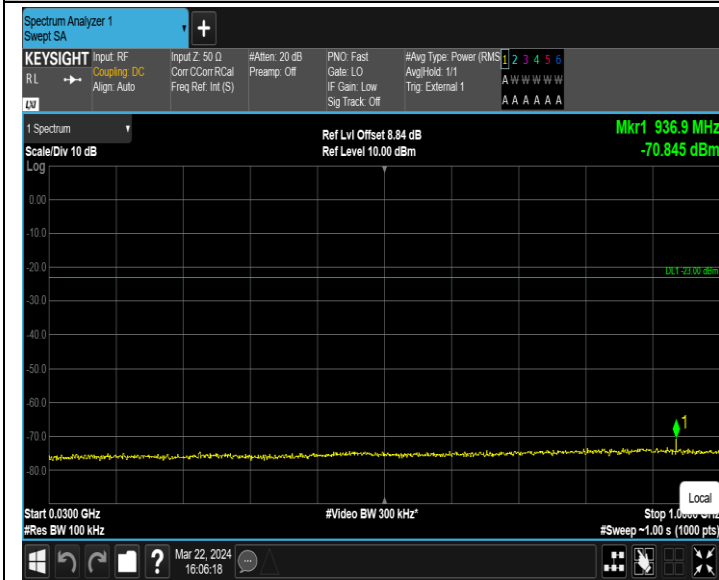 Spectrum Analyzer 1
Swept SA
+
KEYSIGHT
R L
LXI
Input: RF
Coupling: DC
Align: Auto
Input Z: 50 Ω
Corr CCorr RCal
Freq Ref: Int (S)
#Atten: 20 dB
Preamp: Off
PNO: Fast
Gate: LO
IF Gain: Low
Sig Track: Off
#Avg Type: Power (RMS
Avg|Hold: 1/1
Trig: External 1
1 2 3 4 5 6
A W W W W W
A A A A A A
1 Spectrum
Scale/Div 10 dB
Ref Lvl Offset 8.84 dB
Ref Level 10.00 dBm
Mkr1 936.9 MHz
-70.845 dBm
Log
0.00
-10.0
-20.0
DL1 -23.00 dBm
-30.0
-40.0
-50.0
-60.0
-70.0
1
-80.0
Local
Start 0.0300 GHz
#Video BW 300 kHz*
Stop 1.0000 GHz
#Res BW 100 kHz
#Sweep ~1.00 s (1000 pts)
?
Mar 22, 2024
16:06:18